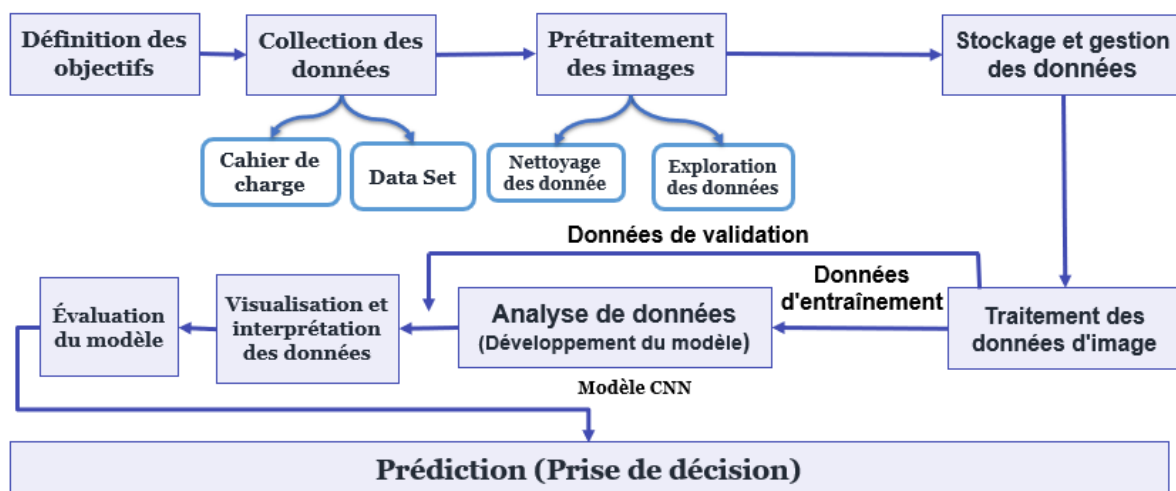 Définition des
objectifs
Collection des
données
Prétraitement
des images
Stockage et gestion
des données
Cahier de
charge
Data Set
Nettoyage
des donnée
Exploration
des données
Données de validation
Données
d'entraînement
Traitement des
données d'image
Analyse de données
(Développement du modèle)
Modèle CNN
Visualisation et
interprétation
des données
Évaluation
du modèle
Prédiction (Prise de décision)